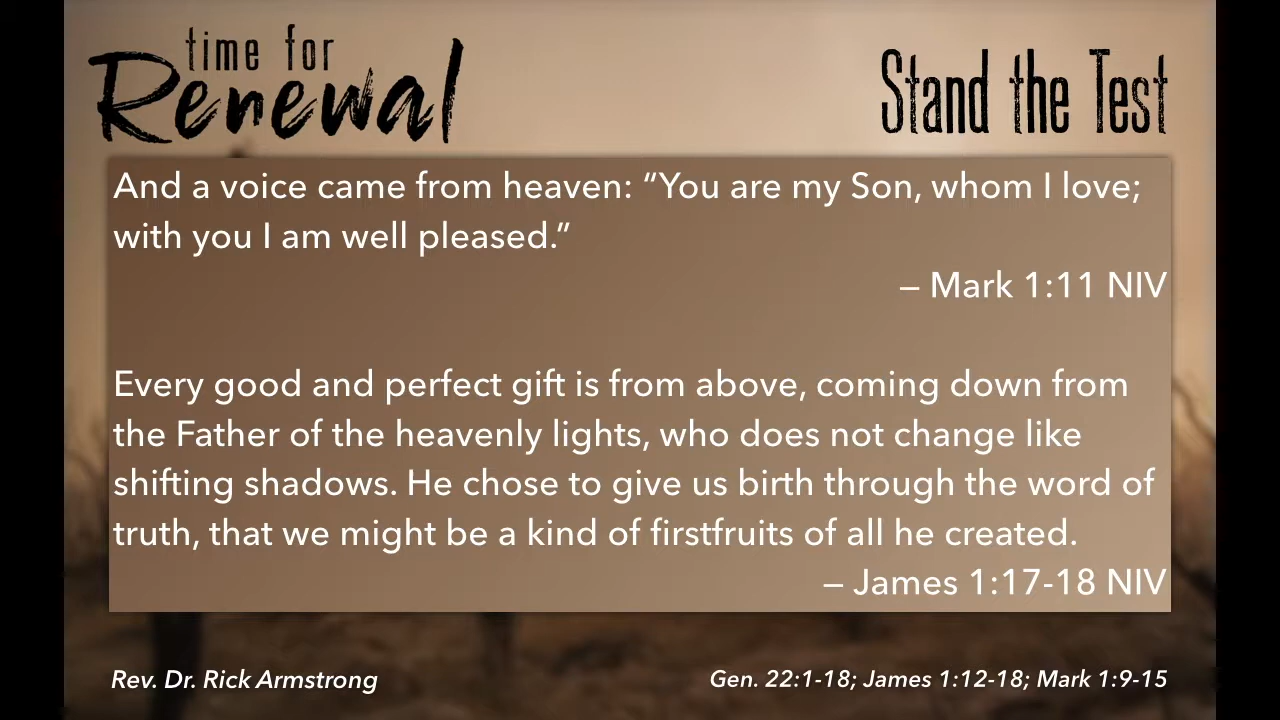 time for
Renewal
Stand the Test
And a voice came from heaven: “You are my Son, whom I love;
with you I am well pleased.”
– Mark 1:11 NIV
Every good and perfect gift is from above, coming down from
the Father of the heavenly lights, who does not change like
shifting shadows. He chose to give us birth through the word of
truth, that we might be a kind of firstfruits of all he created.
– James 1:17-18 NIV
Rev. Dr. Rick Armstrong
Gen. 22:1-18; James 1:12-18; Mark 1:9-15